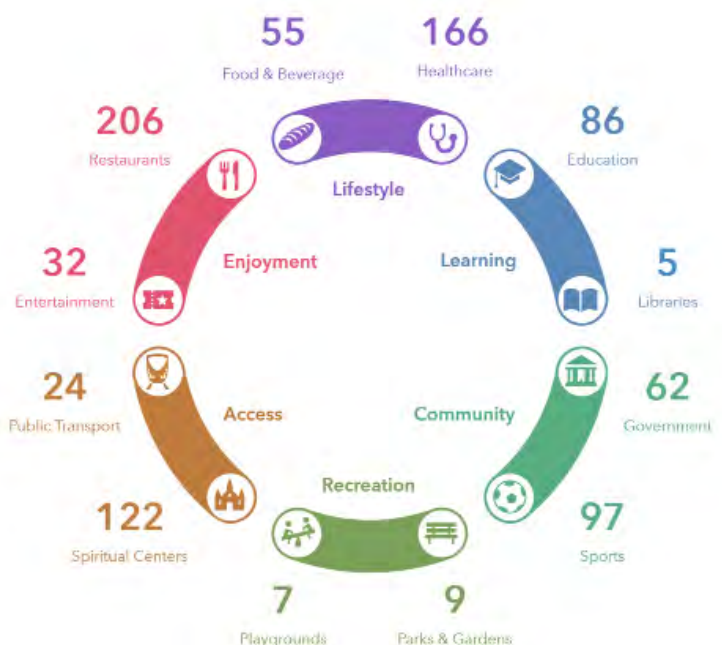 55
Food & Beverage
166
Healthcare
206
Restaurants
86
Education
Lifestyle
Enjoyment
Learning
32
Entertainment
5
Libraries
24
Public Transport
Access
Community
62
Government
Recreation
122
Spiritual Centers
97
Sports
7
Playgrounds
9
Parks & Gardens